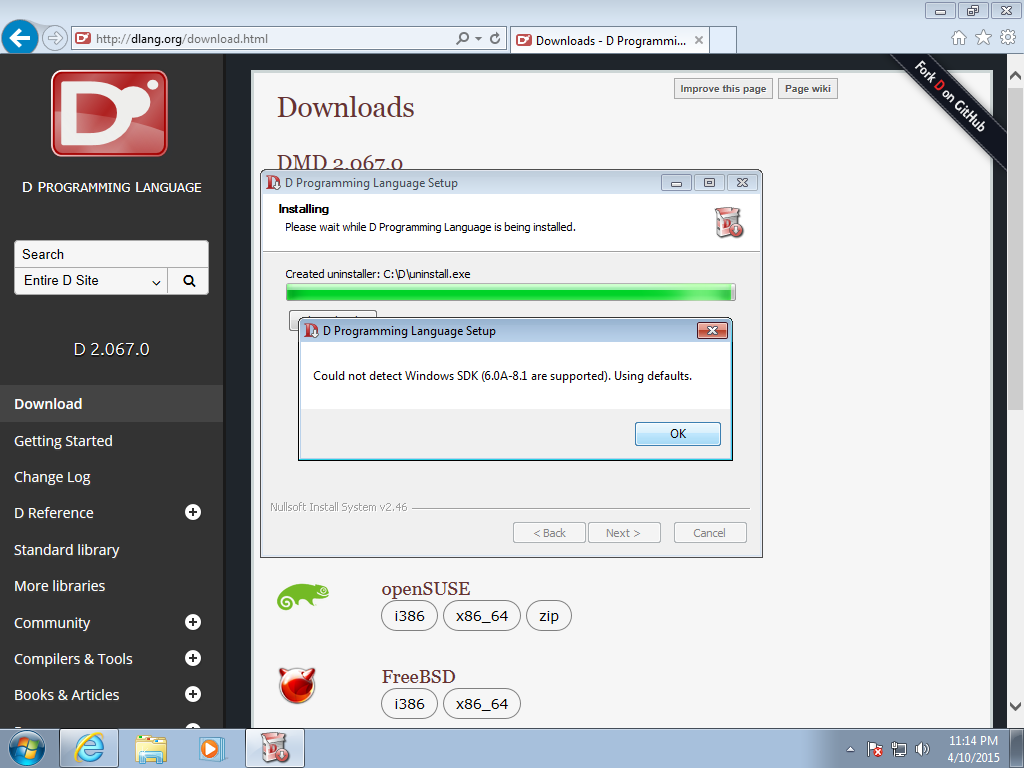 http://dlang.org/download.html
Downloads - D Programmi...
D PROGRAMMING LANGUAGE
Search
Entire D Site
D 2.067.0
Download
Getting Started
Change Log
D Reference
Standard library
More libraries
Community
Compilers & Tools
Books & Articles
Downloads
Improve this page
Page wiki
Fork D on GitHub
DMD 2.067.0
D Programming Language Setup
Installing
Please wait while D Programming Language is being installed.
Created uninstaller: C:\D\uninstall.exe
D Programming Language Setup
Could not detect Windows SDK (6.0A-8.1 are supported). Using defaults.
OK
Nullsoft Install System v2.46
< Back
Next >
Cancel
openSUSE
i386
x86_64
zip
FreeBSD
i386
x86_64
11:14 PM
4/10/2015